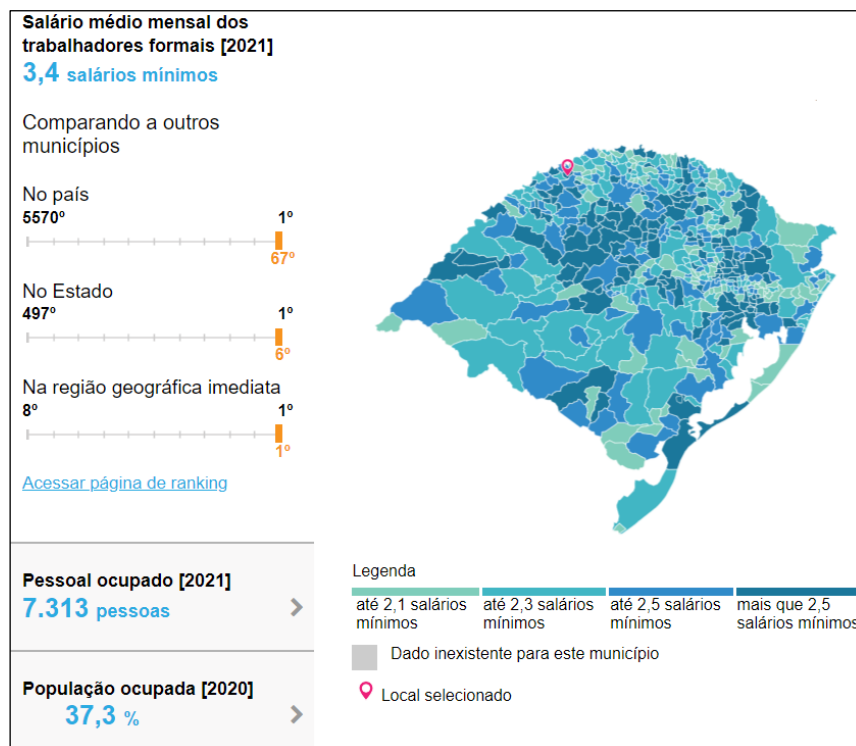 Salário médio mensal dos
trabalhadores formais [2021]
3,4 salários mínimos
Comparando a outros
municípios
No país
5570º 1º
67º
No Estado
497º 1º
6º
Na região geográfica imediata
8º 1º
1º
Acessar página de ranking
Pessoal ocupado [2021]
7.313 pessoas
População ocupada [2020]
37,3 %
Legenda
até 2,1 salários
mínimos
até 2,3 salários
mínimos
até 2,5 salários
mínimos
mais que 2,5
salários mínimos
Dado inexistente para este município
Local selecionado